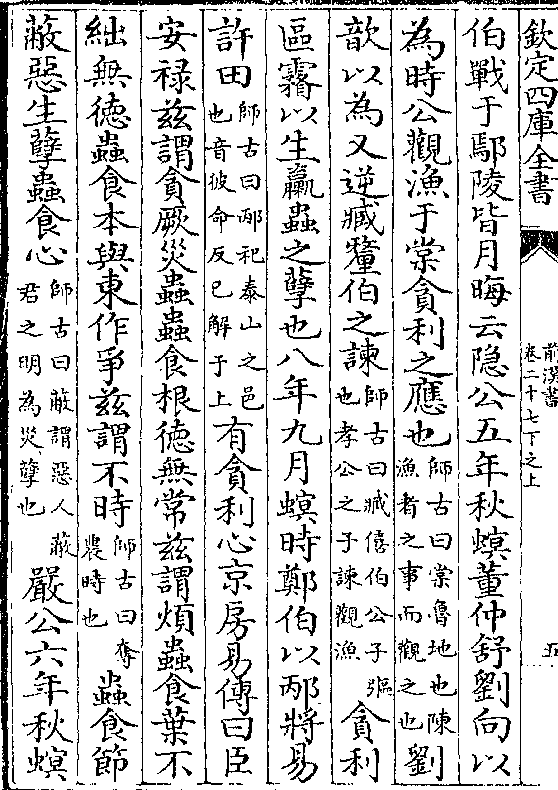 欽定四庫全書
前漢書
卷二十七下之上
五
伯戰于鄢陵皆月晦云隐公五年秋螟董仲舒劉向以
為時公觀漁于棠貪利之應也師古曰棠魯地也陳漁者之事而觀之也劉
歆以為又逆臧釐伯之諫師古曰臧僖伯公子彄也孝公之子諫觀漁貪利
區霿以生蠃蟲之孽也八年九月螟時鄭伯以邴將易
許田師古曰邴祀泰山之邑也音彼命反已解于上有貪利心京房易傳曰臣
安禄兹謂貪厥災蟲蟲食根德無常兹謂煩蟲食葉不
絀無德蟲食本與東作爭兹謂不時師古曰奪農時也蟲食節
蔽惡生孽蟲食心師古曰蔽謂惡人蔽君之明為災孽也嚴公六年秋螟